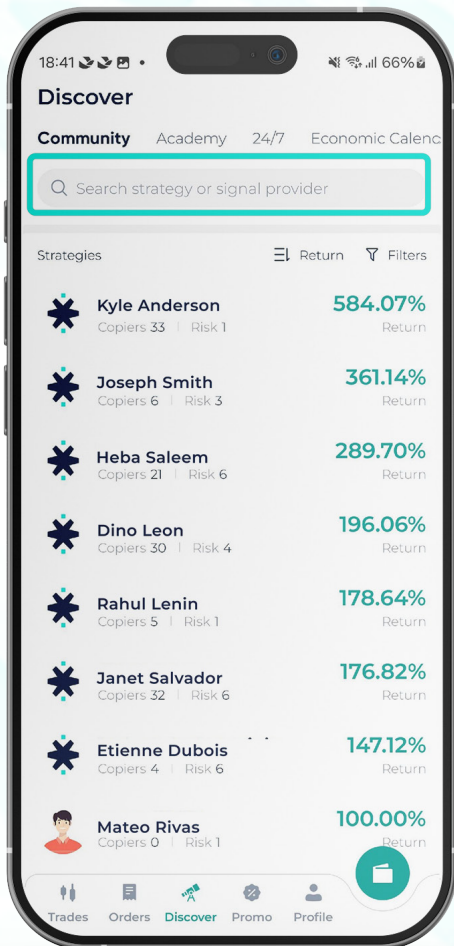 18:41
66%
Discover
Community Academy 24/7 Economic Calenc
Search strategy or signal provider
Strategies Return Filters
Kyle Anderson 584.07%
Copiers 33 | Risk 1 Return
Joseph Smith 361.14%
Copiers 6 | Risk 3 Return
Heba Saleem 289.70%
Copiers 21 | Risk 6 Return
Dino Leon 196.06%
Copiers 30 | Risk 4 Return
Rahul Lenin 178.64%
Copiers 5 | Risk 1 Return
Janet Salvador 176.82%
Copiers 32 | Risk 6 Return
Etienne Dubois 147.12%
Copiers 4 | Risk 6 Return
Mateo Rivas 100.00%
Copiers 0 | Risk 1 Return
Trades Orders Discover Promo Profile